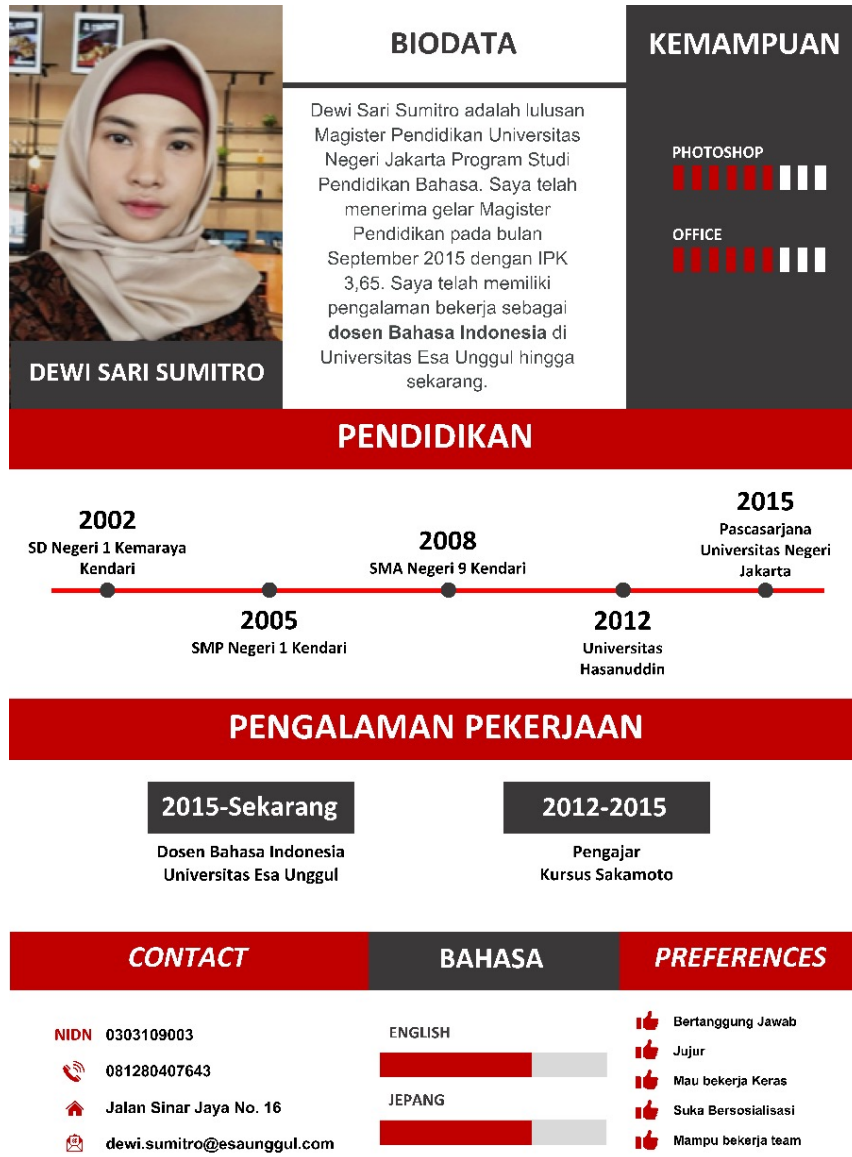 BIODATA
Dewi Sari Sumitro adalah lulusan
Magister Pendidikan Universitas
Negeri Jakarta Program Studi
Pendidikan Bahasa. Saya telah
menerima gelar Magister
Pendidikan pada bulan
September 2015 dengan IPK
3,65. Saya telah memiliki
pengalaman bekerja sebagai
dosen Bahasa Indonesia di
Universitas Esa Unggul hingga
sekarang.
KEMAMPUAN
PHOTOSHOP
OFFICE
DEWI SARI SUMITRO
PENDIDIKAN
2002
SD Negeri 1 Kemaraya
Kendari
2005
SMP Negeri 1 Kendari
2008
SMA Negeri 9 Kendari
2012
Universitas
Hasanuddin
2015
Pascasarjana
Universitas Negeri
Jakarta
PENGALAMAN PEKERJAAN
2015-Sekarang
Dosen Bahasa Indonesia
Universitas Esa Unggul
2012-2015
Pengajar
Kursus Sakamoto
CONTACT
NIDN 0303109003
081280407643
Jalan Sinar Jaya No. 16
dewi.sumitro@esaunggul.com
BAHASA
ENGLISH
JEPANG
PREFERENCES
Bertanggung Jawab
Jujur
Mau bekerja Keras
Suka Bersosialisasi
Mampu bekerja team